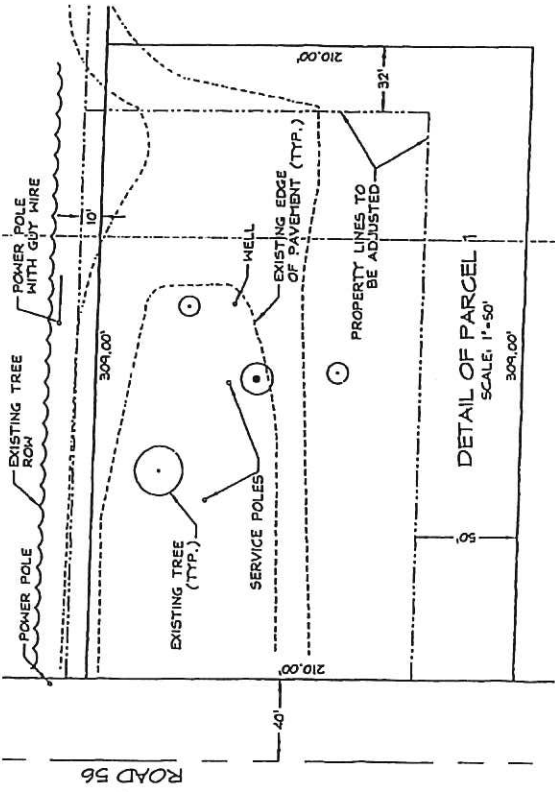 POWER POLE
EXISTING TREE
ROW
POWER POLE
WITH GUY WIRE
309.00'
10'
210.00'
32'
WELL
EXISTING EDGE
OF PAVEMENT (TYP.)
EXISTING TREE
(TYP.)
SERVICE POLES
PROPERTY LINES TO
BE ADJUSTED
210.00'
40'
ROAD 56
50'
DETAIL OF PARCEL 1
SCALE: 1"=50'
309.00'